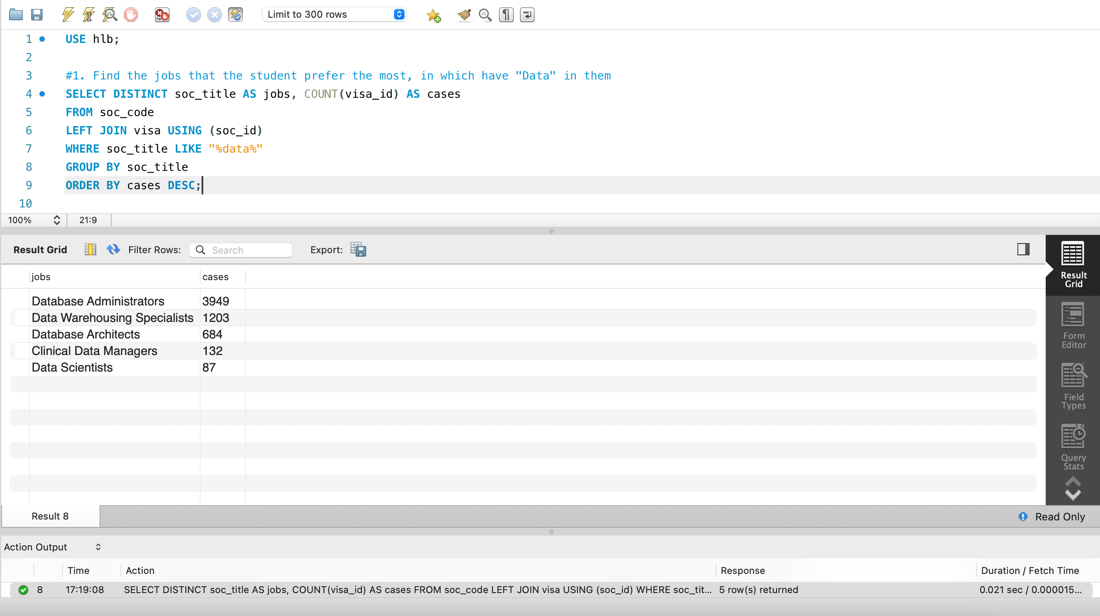 Limit to 300 rows
1 USE hlb;
2
3 #1. Find the jobs that the student prefer the most, in which have "Data" in them
4 SELECT DISTINCT soc_title AS jobs, COUNT(visa_id) AS cases
5 FROM soc_code
6 LEFT JOIN visa USING (soc_id)
7 WHERE soc_title LIKE "%data%"
8 GROUP BY soc_title
9 ORDER BY cases DESC;
10
100% 21:9
Result Grid Filter Rows: Search Export:
jobs cases
Database Administrators 3949
Data Warehousing Specialists 1203
Database Architects 684
Clinical Data Managers 132
Data Scientists 87
Result
Grid
Form
Editor
Field
Types
Query
Stats
Result 8 Read Only
Action Output
Time Action Response Duration / Fetch Time
8 17:19:08 SELECT DISTINCT soc_title AS jobs, COUNT(visa_id) AS cases FROM soc_code LEFT JOIN visa USING (soc_id) WHERE soc_tit... 5 row(s) returned 0.021 sec / 0.000015...